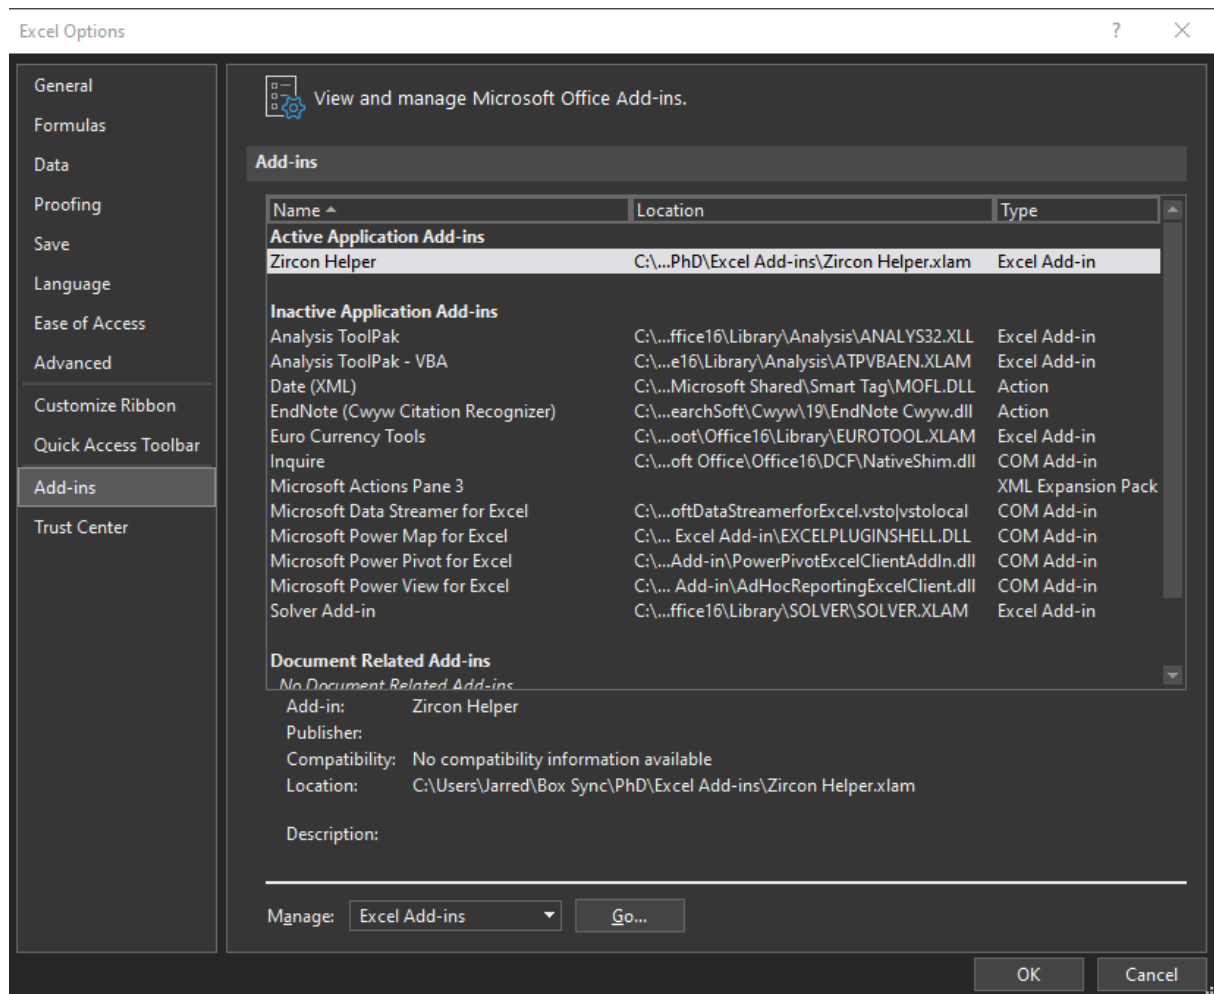 Excel Options
General
Formulas
Data
Proofing
Save
Language
Ease of Access
Advanced
Customize Ribbon
Quick Access Toolbar
Add-ins
Trust Center
View and manage Microsoft Office Add-ins.
Add-ins
Name Location Type
Active Application Add-ins
Zircon Helper C:\...PhD\Excel Add-ins\Zircon Helper.xlam Excel Add-in
Inactive Application Add-ins
Analysis ToolPak C:\...ffice16\Library\Analysis\ANALYS32.XLL Excel Add-in
Analysis ToolPak - VBA C:\...e16\Library\Analysis\ATPVBAEN.XLAM Excel Add-in
Date (XML) C:\...Microsoft Shared\Smart Tag\MOFL.DLL Action
EndNote (Cwyw Citation Recognizer) C:\...earchSoft\Cwyw\19\EndNote Cwyw.dll Action
Euro Currency Tools C:\...oot\Office16\Library\EUROTOOL.XLAM Excel Add-in
Inquire C:\...oft Office\Office16\DCF\NativeShim.dll COM Add-in
Microsoft Actions Pane 3 XML Expansion Pack
Microsoft Data Streamer for Excel C:\...oftDataStreamerforExcel.vsto|vstolocal COM Add-in
Microsoft Power Map for Excel C:\... Excel Add-in\EXCELPLUGINSHELL.DLL COM Add-in
Microsoft Power Pivot for Excel C:\...Add-in\PowerPivotExcelClientAddIn.dll COM Add-in
Microsoft Power View for Excel C:\... Add-in\AdHocReportingExcelClient.dll COM Add-in
Solver Add-in C:\...ffice16\Library\SOLVER\SOLVER.XLAM Excel Add-in
Document Related Add-ins
No Document Related Add-ins
Add-in: Zircon Helper
Publisher:
Compatibility: No compatibility information available
Location: C:\Users\Jarred\Box Sync\PhD\Excel Add-ins\Zircon Helper.xlam
Description:
Manage: Excel Add-ins Go...
OK Cancel